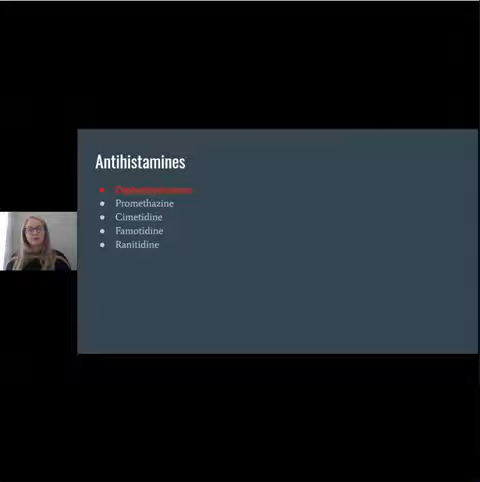 Antihistamines
Promethazine
Cimetidine
Famotidine
Ranitidine